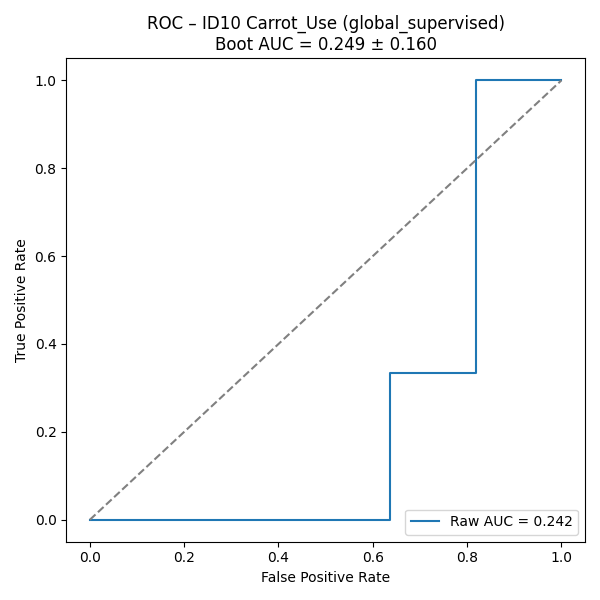 ROC – ID10 Carrot_Use (global_supervised)
Boot AUC = 0.249 ± 0.160
True Positive Rate
1.0
0.8
0.6
0.4
0.2
0.0
Raw AUC = 0.242
0.0 0.2 0.4 0.6 0.8 1.0
False Positive Rate